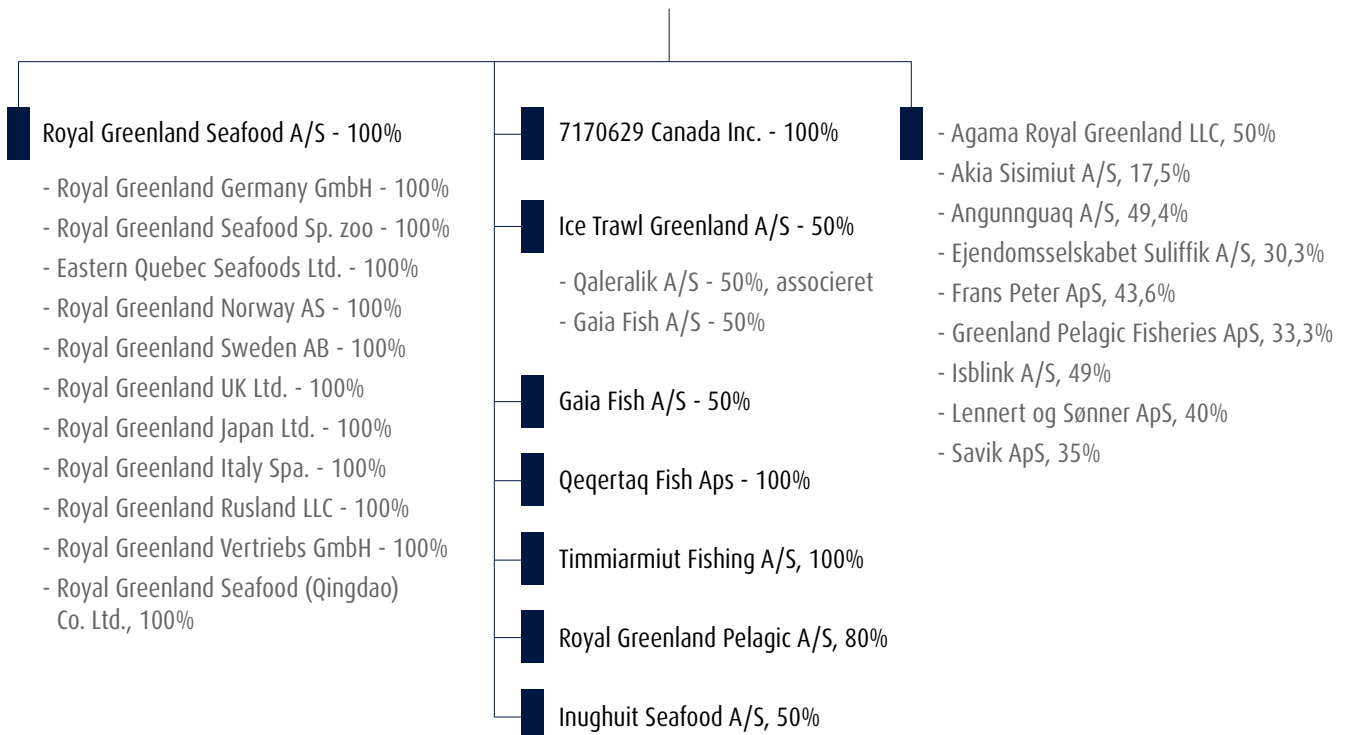 Royal Greenland Seafood A/S - 100%
- Royal Greenland Germany GmbH - 100%
- Royal Greenland Seafood Sp. zoo - 100%
- Eastern Quebec Seafoods Ltd. - 100%
- Royal Greenland Norway AS - 100%
- Royal Greenland Sweden AB - 100%
- Royal Greenland UK Ltd. - 100%
- Royal Greenland Japan Ltd. - 100%
- Royal Greenland Italy Spa. - 100%
- Royal Greenland Rusland LLC - 100%
- Royal Greenland Vertriebs GmbH - 100%
- Royal Greenland Seafood (Qingdao)
Co. Ltd., 100%
7170629 Canada Inc. - 100%
Ice Trawl Greenland A/S - 50%
- Qaleralik A/S - 50%, associeret
- Gaia Fish A/S - 50%
Gaia Fish A/S - 50%
Qeqertaq Fish Aps - 100%
Timmiarmiut Fishing A/S, 100%
Royal Greenland Pelagic A/S, 80%
Inughuit Seafood A/S, 50%
- Agama Royal Greenland LLC, 50%
- Akia Sisimiut A/S, 17,5%
- Angunnguaq A/S, 49,4%
- Ejendomsselskabet Suliffik A/S, 30,3%
- Frans Peter ApS, 43,6%
- Greenland Pelagic Fisheries ApS, 33,3%
- Isblink A/S, 49%
- Lennert og Sønner ApS, 40%
- Savik ApS, 35%